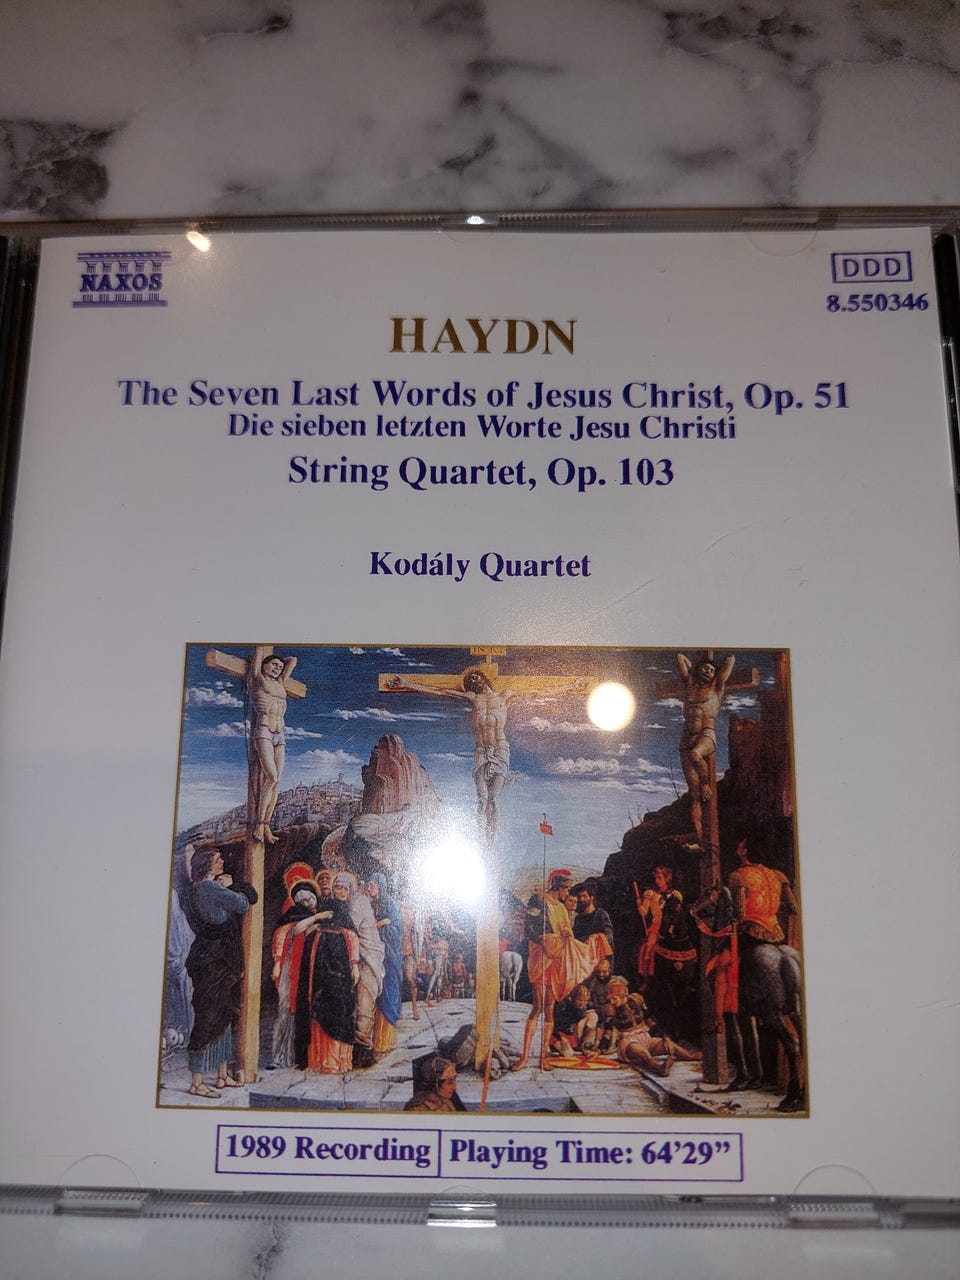 NAXOS
DDD
8.550346
HAYDN
The Seven Last Words of Jesus Christ, Op. 51
Die sieben letzten Worte Jesu Christi
String Quartet, Op. 103
Kodály Quartet
1989 Recording
Playing Time: 64’29”